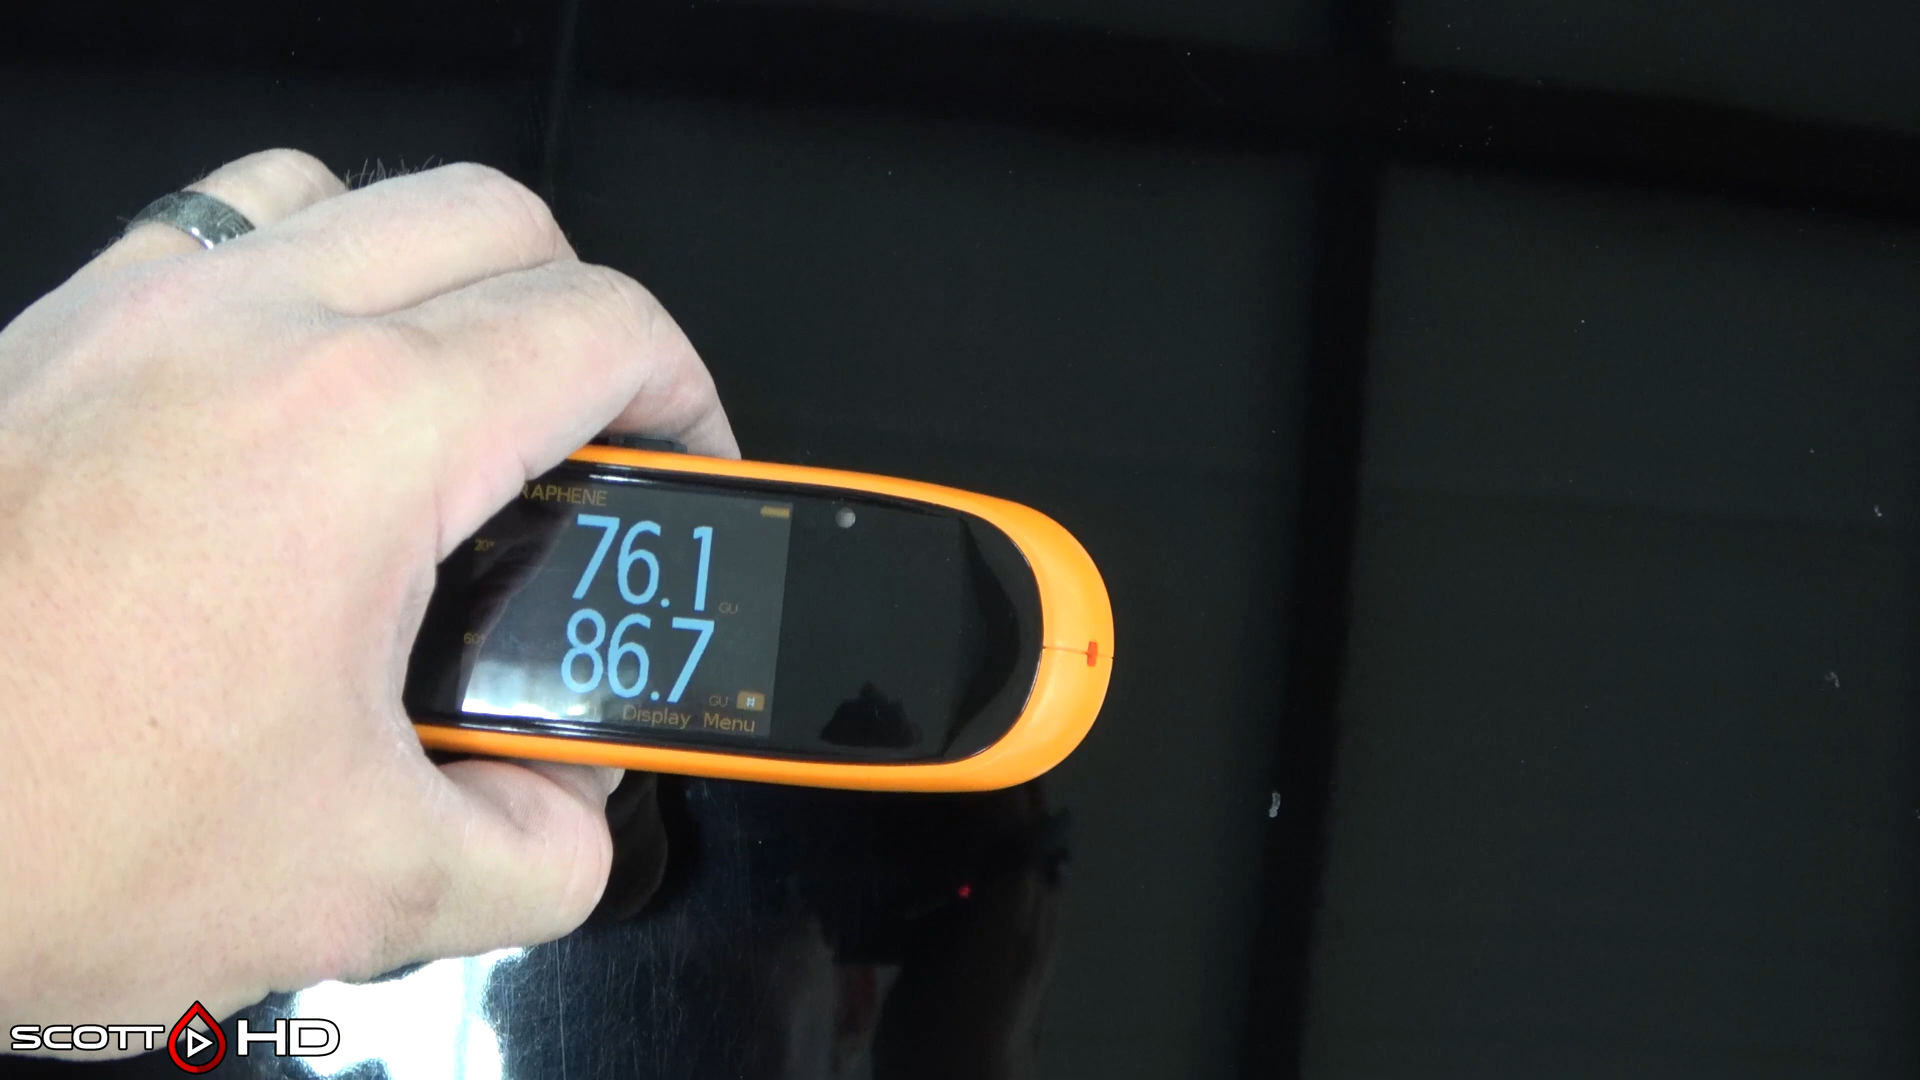 RAPHENE
20°
76.1 GU
60°
86.7 GU
#
Display Menu
SCOTT HD